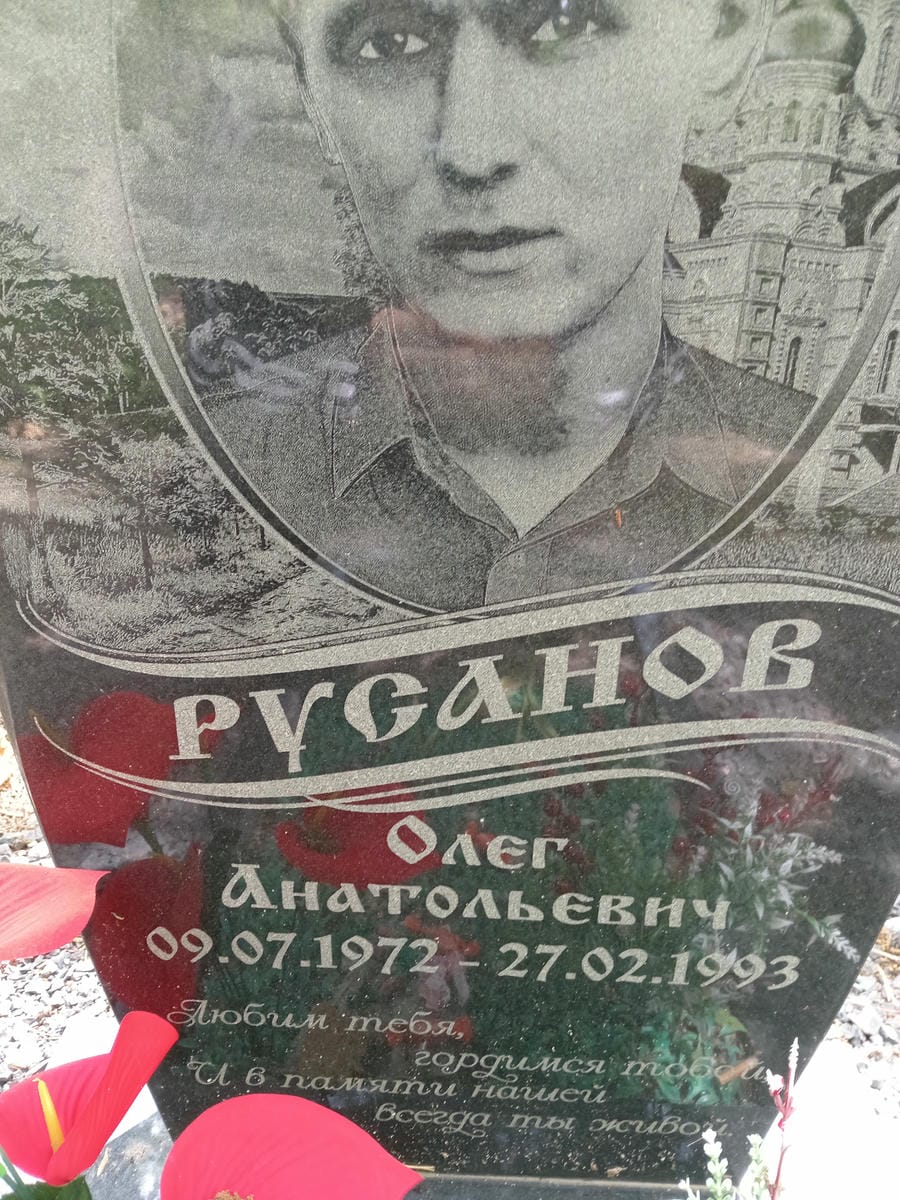 РУСАНОВ
Олег
Анатольевич
09.07.1972 – 27.02.1993
Любим тебя,
гордимся тобой
И в памяти нашей
всегда ты живой.